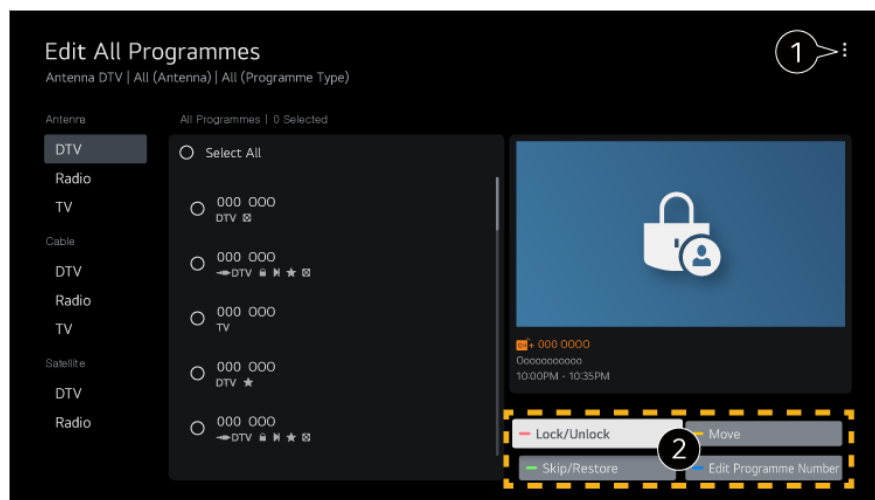 Edit All Programmes
1
Antenna DTV | All (Antenna) | All (Programme Type)
Antenna
All Programmes | 0 Selected
DTV
Radio
TV
Cable
DTV
Radio
TV
Satellite
DTV
Radio
Select All
000 000
DTV
000 000
DTV
000 000
TV
000 000
DTV
000 000
DTV
000 0000
Ooooooooooo
10:00PM - 10:35PM
Lock/Unlock
Move
2
Skip/Restore
Edit Programme Number